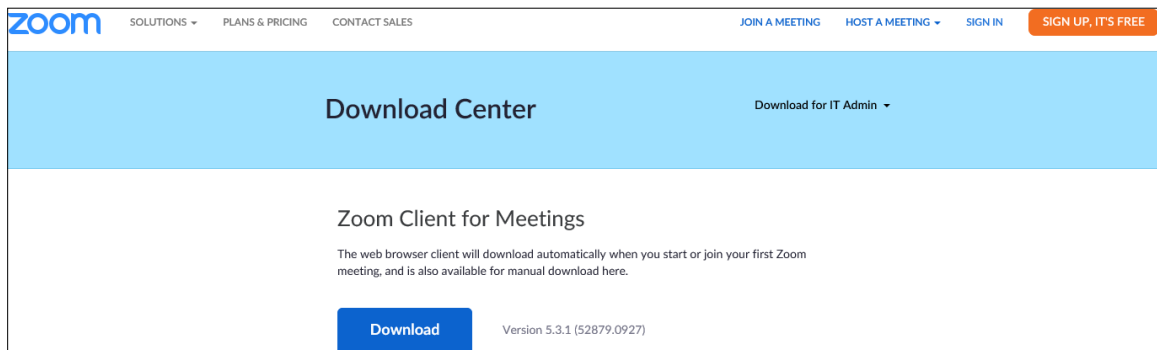 zoom SOLUTIONS PLANS & PRICING CONTACT SALES JOIN A MEETING HOST A MEETING SIGN IN SIGN UP, IT'S FREE
Download Center Download for IT Admin
Zoom Client for Meetings
The web browser client will download automatically when you start or join your first Zoom
meeting, and is also available for manual download here.
Download Version 5.3.1 (52879.0927)